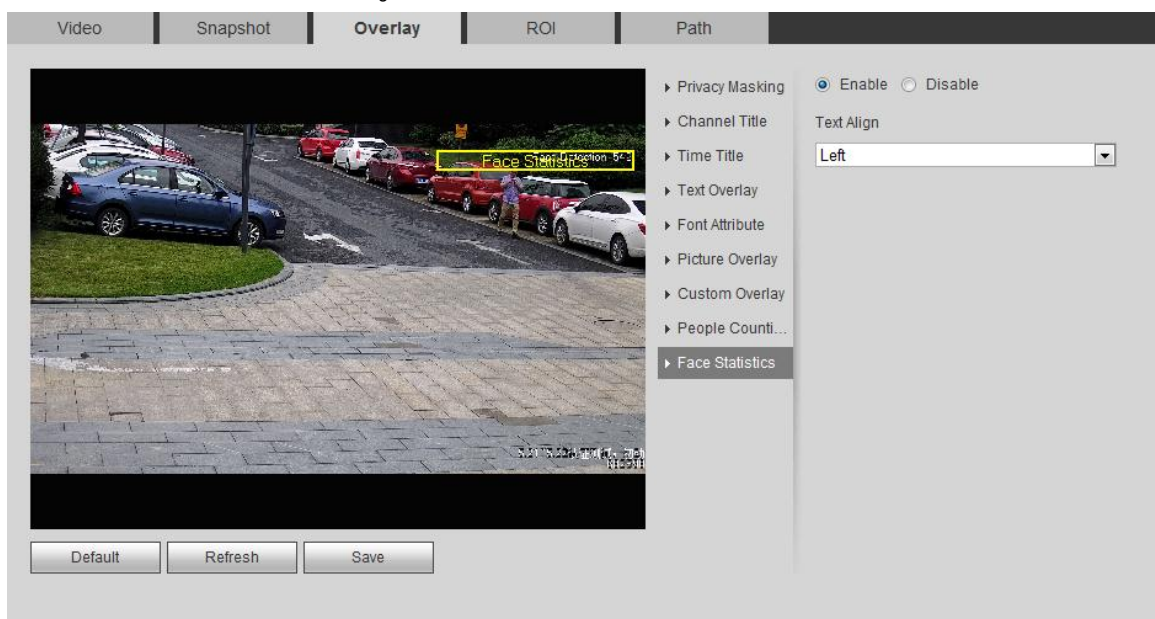 Video
Snapshot
Overlay
ROI
Path
Face Statistics
Privacy Masking
Channel Title
Time Title
Text Overlay
Font Attribute
Picture Overlay
Custom Overlay
People Counti...
Face Statistics
Enable
Disable
Text Align
Left
Default
Refresh
Save